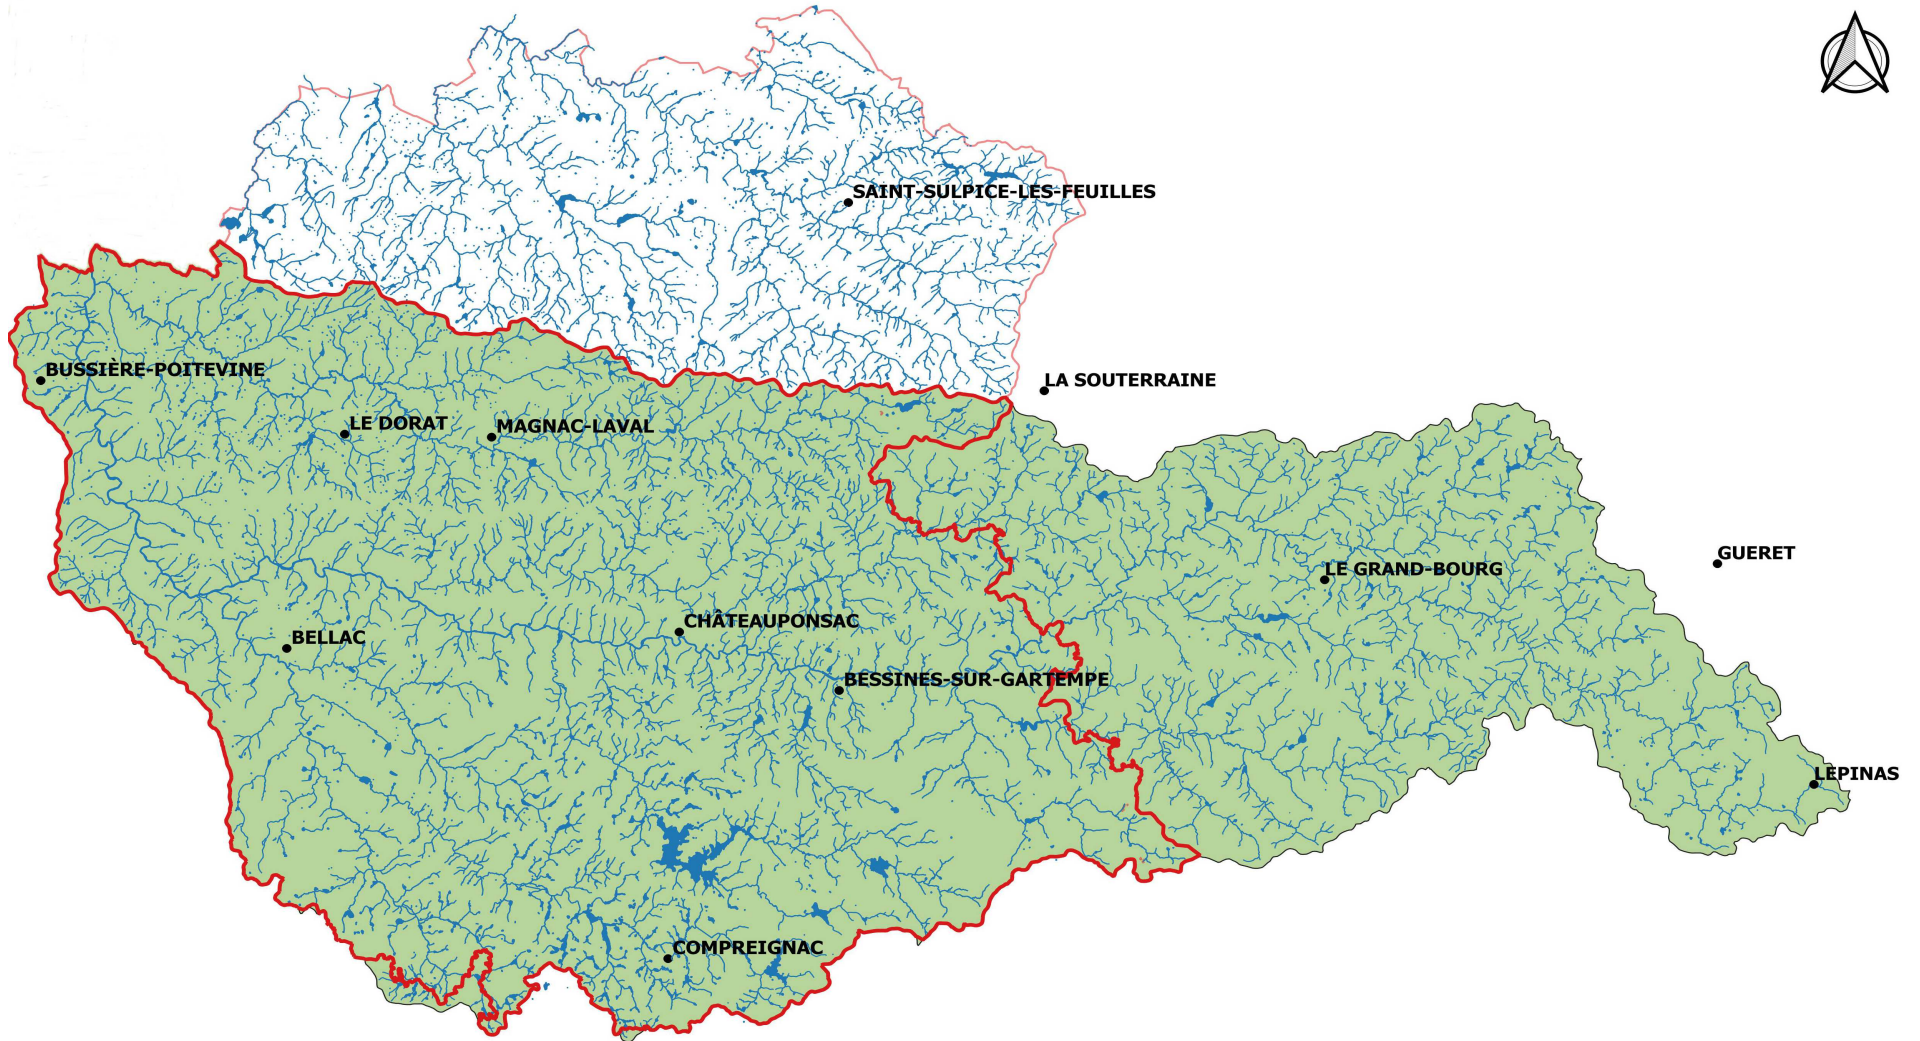 SAINT-SULPICE-LES-FEUILLES
BUSSIÈRE-POITEVINE
LA SOUTERRAINE
LE DORAT
MAGNAC-LAVAL
GUERET
LE GRAND-BOURG
CHÂTEAUPONSAC
BELLAC
BESSINES-SUR-GARTEMPE
LEPINAS
COMPREIGNAC